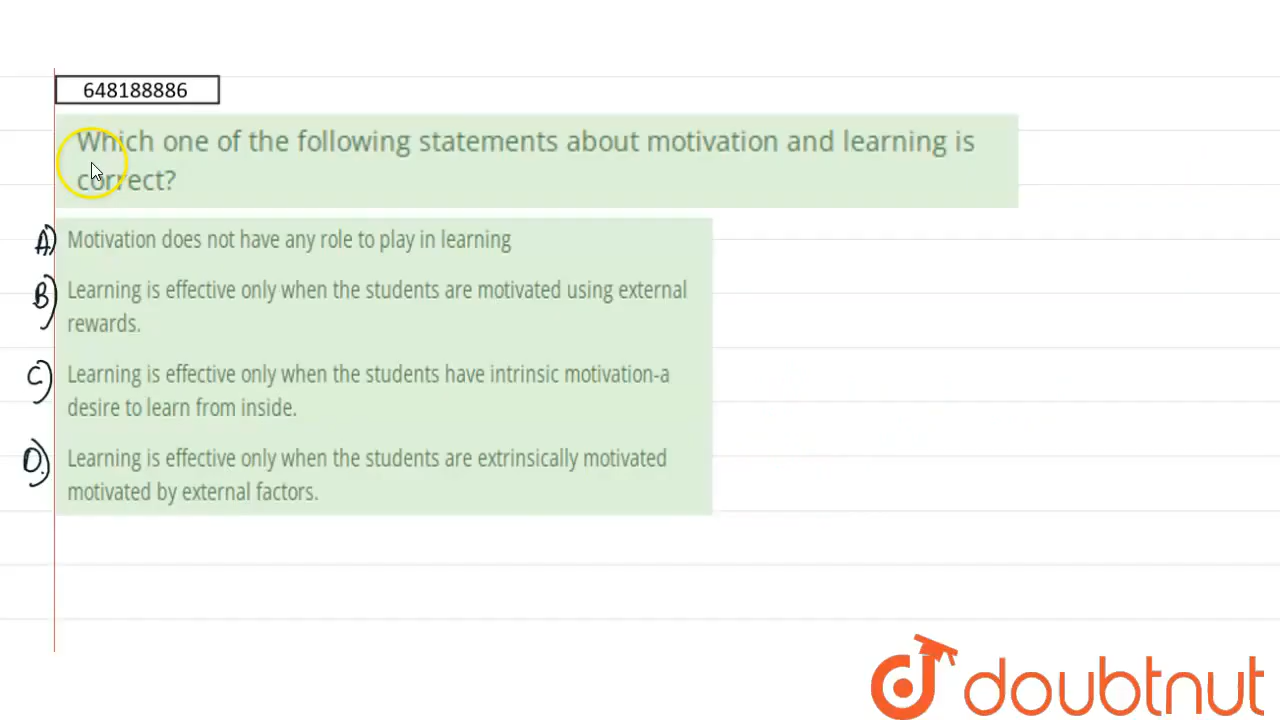 648188886
Which one of the following statements about motivation and learning is
correct?
A) Motivation does not have any role to play in learning
B) Learning is effective only when the students are motivated using external
rewards.
C) Learning is effective only when the students have intrinsic motivation-a
desire to learn from inside.
D) Learning is effective only when the students are extrinsically motivated
motivated by external factors.
doubtnut